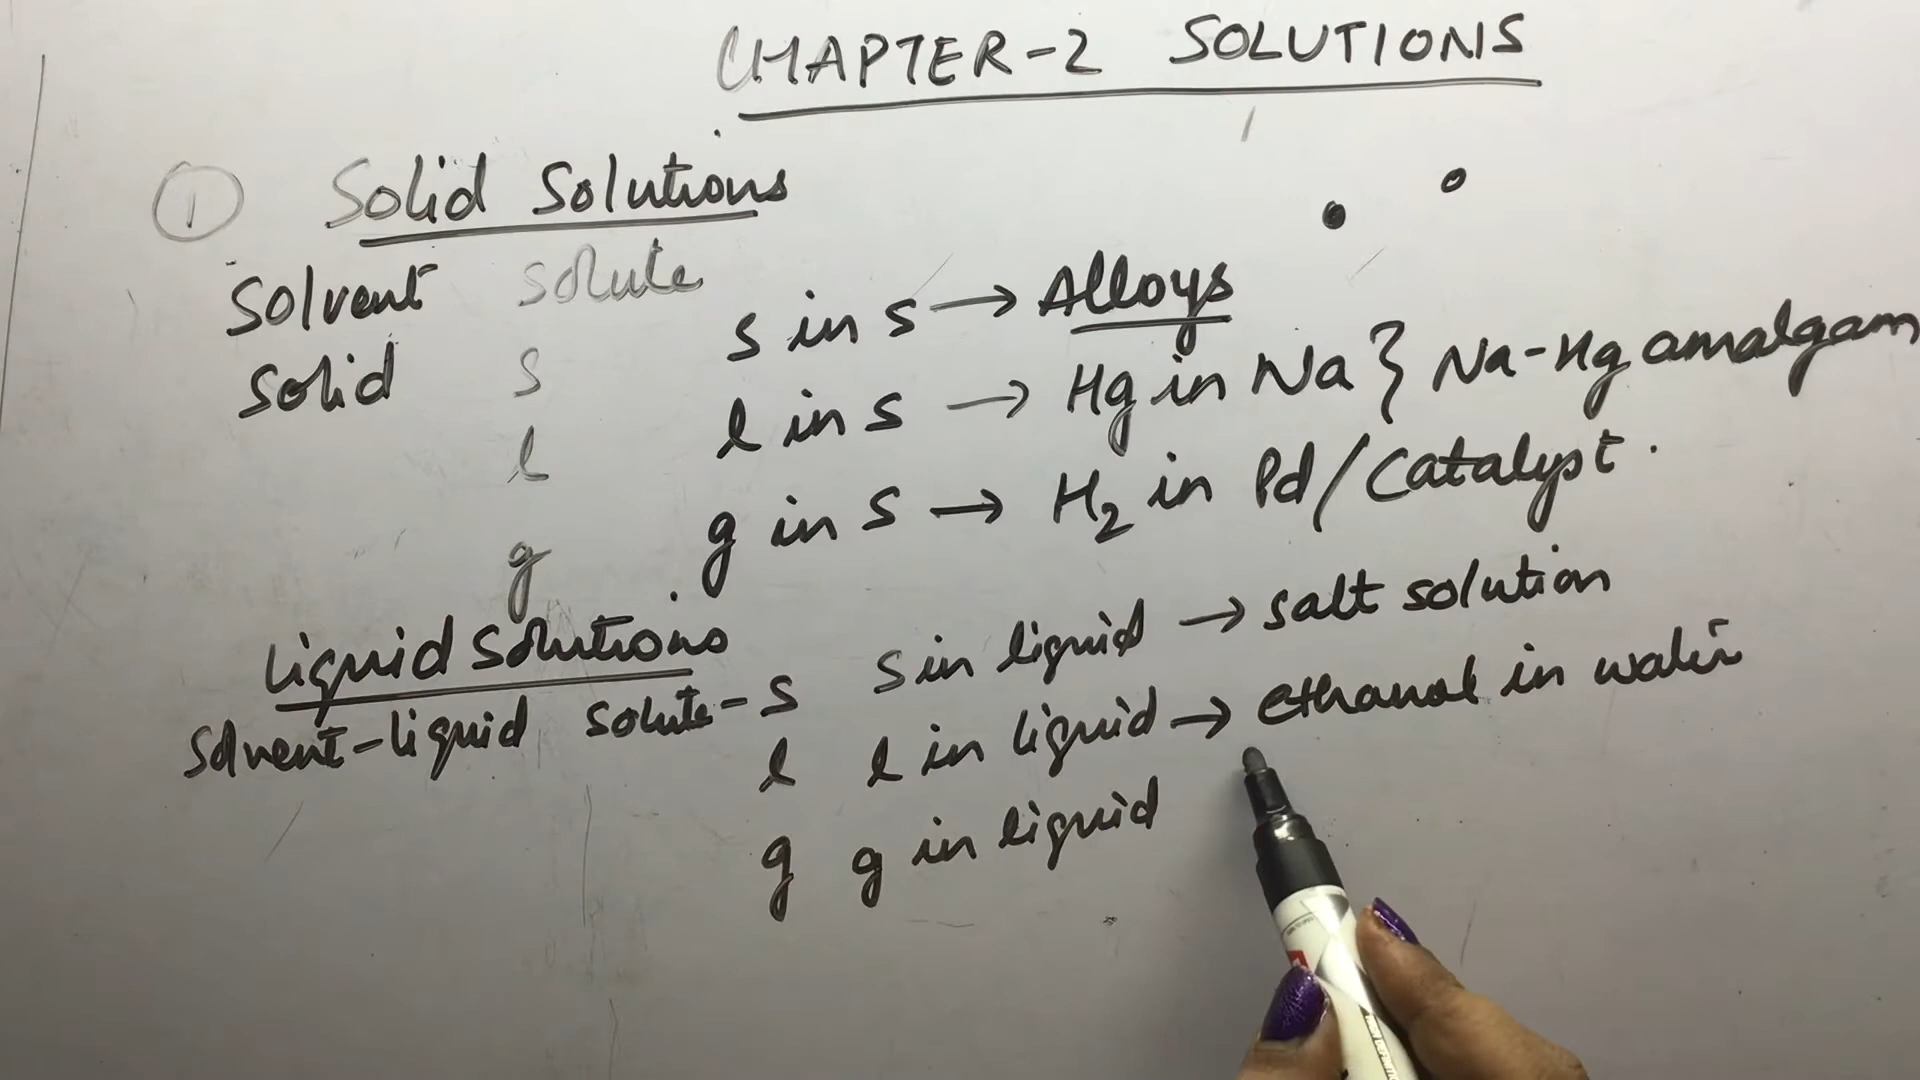 CHAPTER-2 SOLUTIONS
① Solid Solutions
Solvent Solute
Solid s s in s → Alloys
l l in s → Hg in Na } Na-Hg amalgam
g g in s → H2 in Pd/Catalyst.
Liquid Solutions
Solvent-liquid Solute-s s in liquid → salt solution
l l in liquid → ethanol in water
g g in liquid